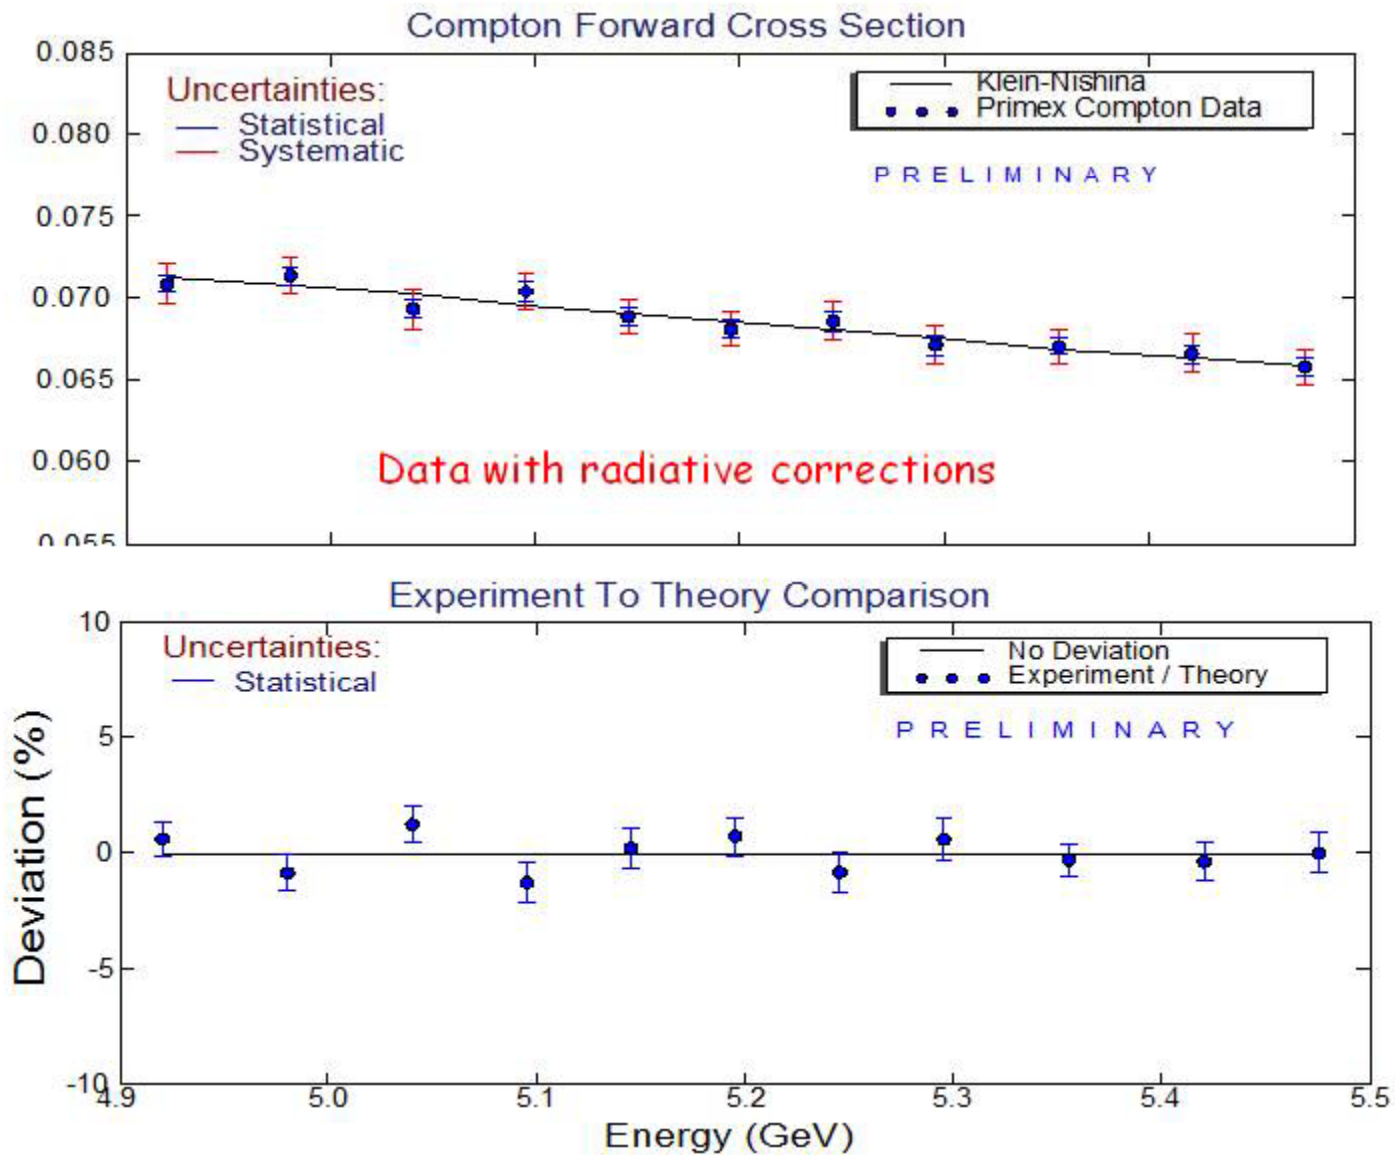 Compton Forward Cross Section
0.085
Uncertainties:
Statistical
Systematic
Klein-Nishina
Primex Compton Data
0.080
P R E L I M I N A R Y
0.075
0.070
0.065
0.060
Data with radiative corrections
0.055
Experiment To Theory Comparison
10
Uncertainties:
Statistical
No Deviation
Experiment / Theory
P R E L I M I N A R Y
5
0
-5
-10
Deviation (%)
4.9 5.0 5.1 5.2 5.3 5.4 5.5
Energy (GeV)